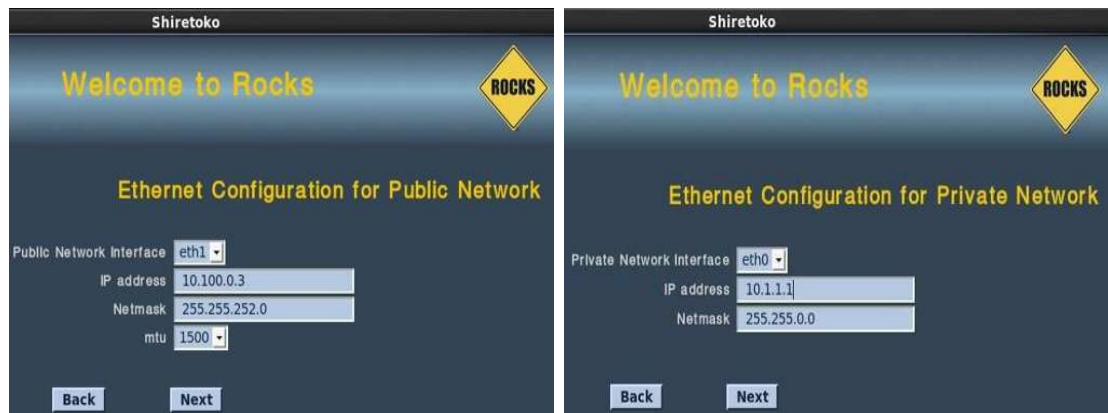 Shiretoko
Welcome to Rocks
ROCKS
Ethernet Configuration for Public Network
Public Network Interface eth1
IP address 10.100.0.3
Netmask 255.255.252.0
mtu 1500
Back Next
Shiretoko
Welcome to Rocks
ROCKS
Ethernet Configuration for Private Network
Private Network Interface eth0
IP address 10.1.1.1
Netmask 255.255.0.0
Back Next